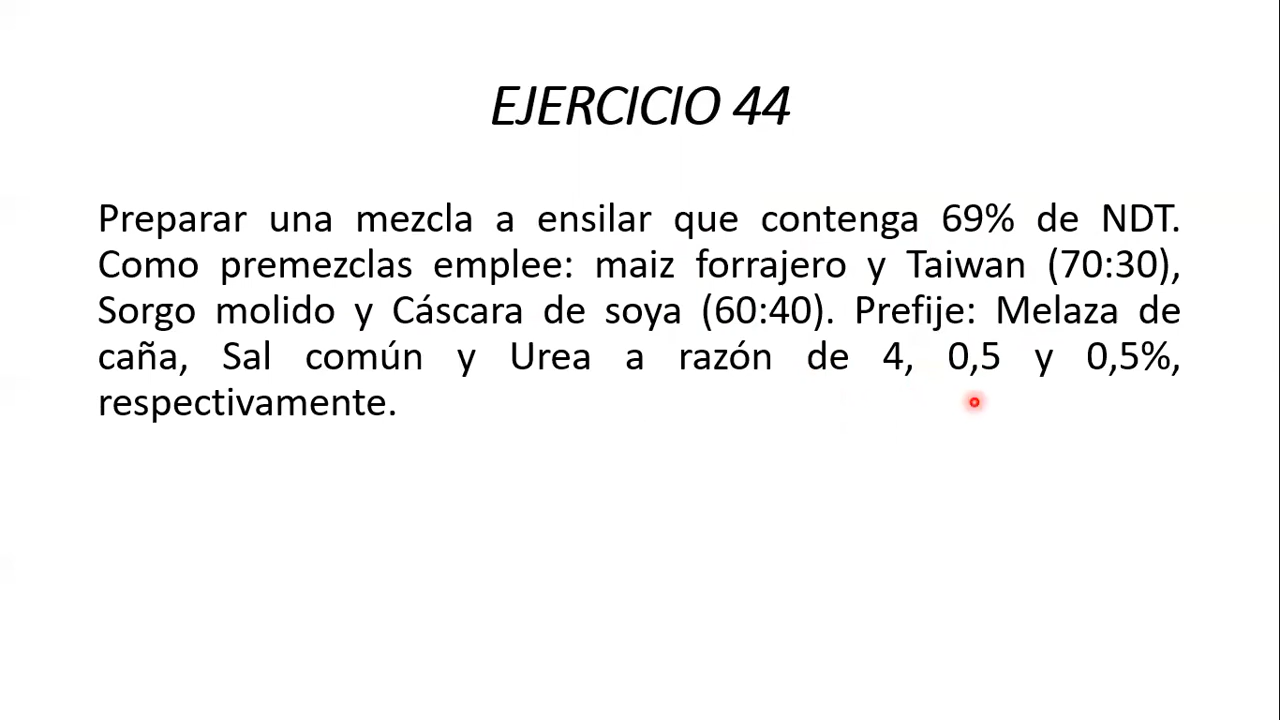 EJERCICIO 44
Preparar una mezcla a ensilar que contenga 69% de NDT.
Como premezclas emplee: maiz forrajero y Taiwan (70:30),
Sorgo molido y Cáscara de soya (60:40). Prefije: Melaza de
caña, Sal común y Urea a razón de 4, 0,5 y 0,5%,
respectivamente.